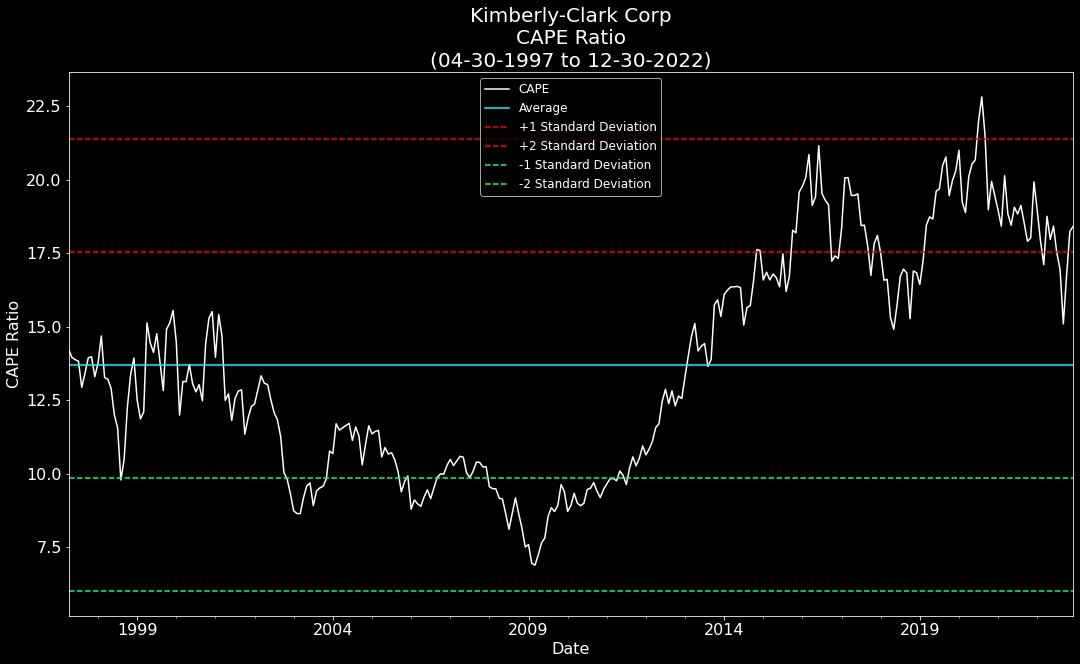 Kimberly-Clark Corp
CAPE Ratio
(04-30-1997 to 12-30-2022)
CAPE
Average
+1 Standard Deviation
+2 Standard Deviation
-1 Standard Deviation
-2 Standard Deviation
22.5
20.0
17.5
15.0
12.5
10.0
7.5
CAPE Ratio
1999 2004 2009 2014 2019
Date